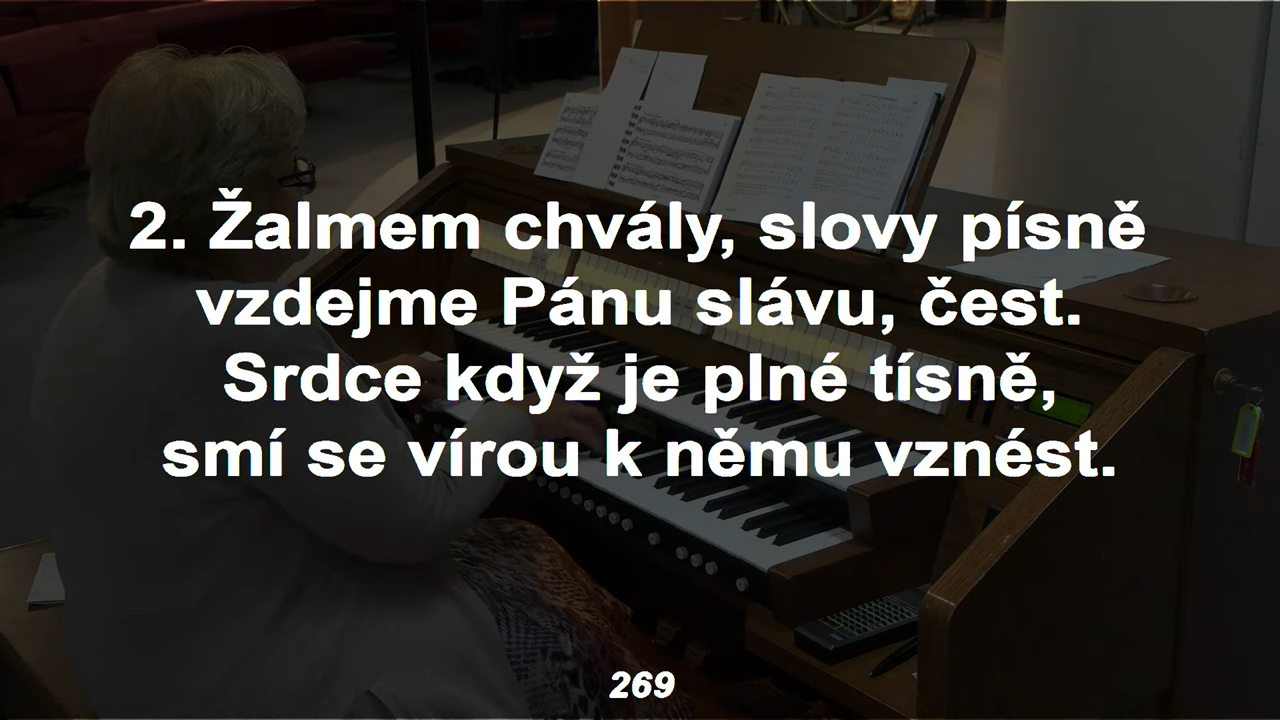 2. Žalmem chvály, slovy písně
vzdejme Pánu slávu, čest.
Srdce když je plné tísně,
smí se vírou k němu vznést.
269